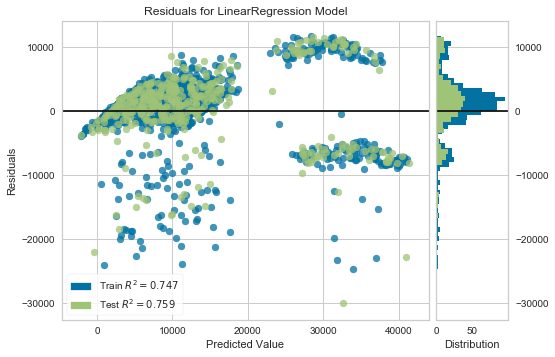 Residuals for LinearRegression Model
Residuals
10000
0
−10000
−20000
−30000
Train R² = 0.747
Test R² = 0.759
0 10000 20000 30000 40000
Predicted Value
10000
0
−10000
−20000
−30000
0 50
Distribution